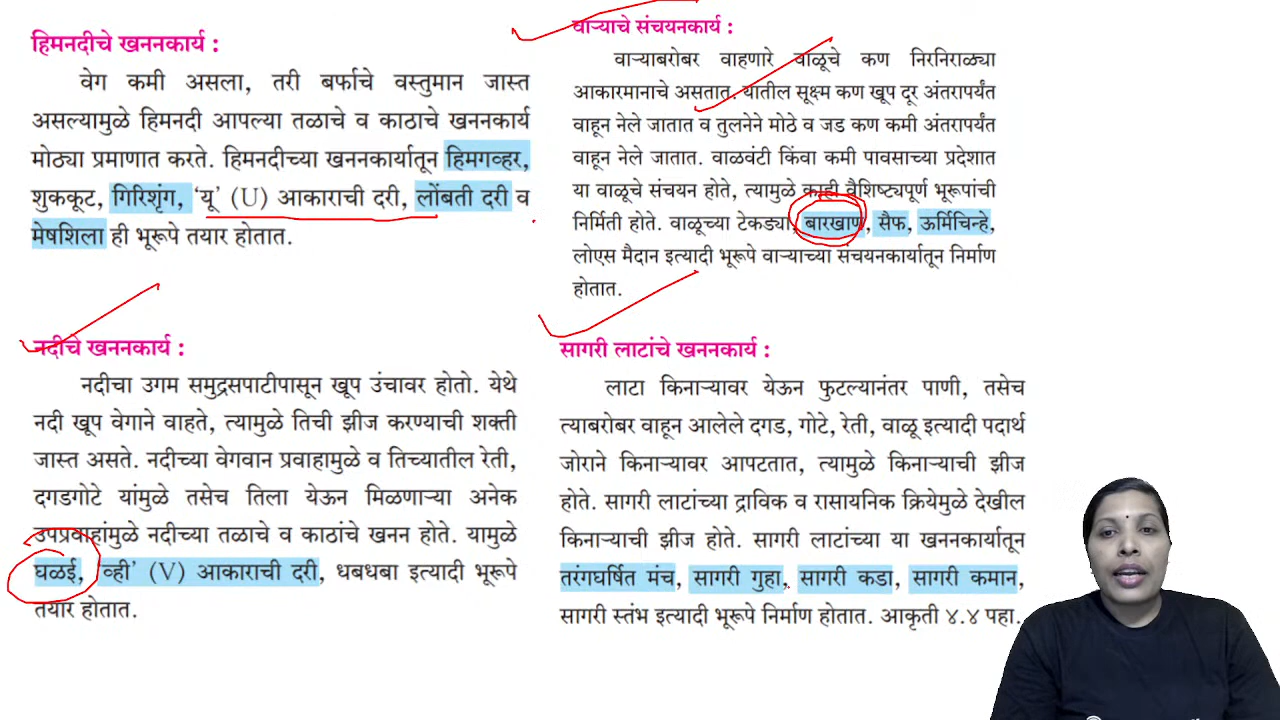 हिमनदीचे खननकार्य :
वेग कमी असला, तरी बर्फाचे वस्तुमान जास्त
असल्यामुळे हिमनदी आपल्या तळाचे व काठाचे खननकार्य
मोठ्या प्रमाणात करते. हिमनदीच्या खननकार्यातून हिमगव्हर,
शुककूट, गिरिशृंग, 'यू' (U) आकाराची दरी, लोंबती दरी व
मेषशिला ही भूरूपे तयार होतात.
वाऱ्याचे संचयनकार्य :
वाऱ्याबरोबर वाहणारे वाळूचे कण निरनिराळ्या
आकारमानाचे असतात. यातील सूक्ष्म कण खूप दूर अंतरापर्यंत
वाहून नेले जातात व तुलनेने मोठे व जड कण कमी अंतरापर्यंत
वाहून नेले जातात. वाळवंटी किंवा कमी पावसाच्या प्रदेशात
या वाळूचे संचयन होते, त्यामुळे काही वैशिष्ट्यपूर्ण भूरूपांची
निर्मिती होते. वाळूच्या टेकड्या, बारखाण, सैफ, ऊर्मिचिन्हे,
लोएस मैदान इत्यादी भूरूपे वाऱ्याच्या संचयनकार्यातून निर्माण
होतात.
नदीचे खननकार्य :
नदीचा उगम समुद्रसपाटीपासून खूप उंचावर होतो. येथे
नदी खूप वेगाने वाहते, त्यामुळे तिची झीज करण्याची शक्ती
जास्त असते. नदीच्या वेगवान प्रवाहामुळे व तिच्यातील रेती,
दगडगोटे यांमुळे तसेच तिला येऊन मिळणाऱ्या अनेक
उपप्रवाहांमुळे नदीच्या तळाचे व काठांचे खनन होते. यामुळे
घळई, 'व्ही' (V) आकाराची दरी, धबधबा इत्यादी भूरूपे
तयार होतात.
सागरी लाटांचे खननकार्य :
लाटा किनाऱ्यावर येऊन फुटल्यानंतर पाणी, तसेच
त्याबरोबर वाहून आलेले दगड, गोटे, रेती, वाळू इत्यादी पदार्थ
जोराने किनाऱ्यावर आपटतात, त्यामुळे किनाऱ्याची झीज
होते. सागरी लाटांच्या द्राविक व रासायनिक क्रियेमुळे देखील
किनाऱ्याची झीज होते. सागरी लाटांच्या या खननकार्यातून
तरंगघर्षित मंच, सागरी गुहा, सागरी कडा, सागरी कमान,
सागरी स्तंभ इत्यादी भूरूपे निर्माण होतात. आकृती ४.४ पहा.